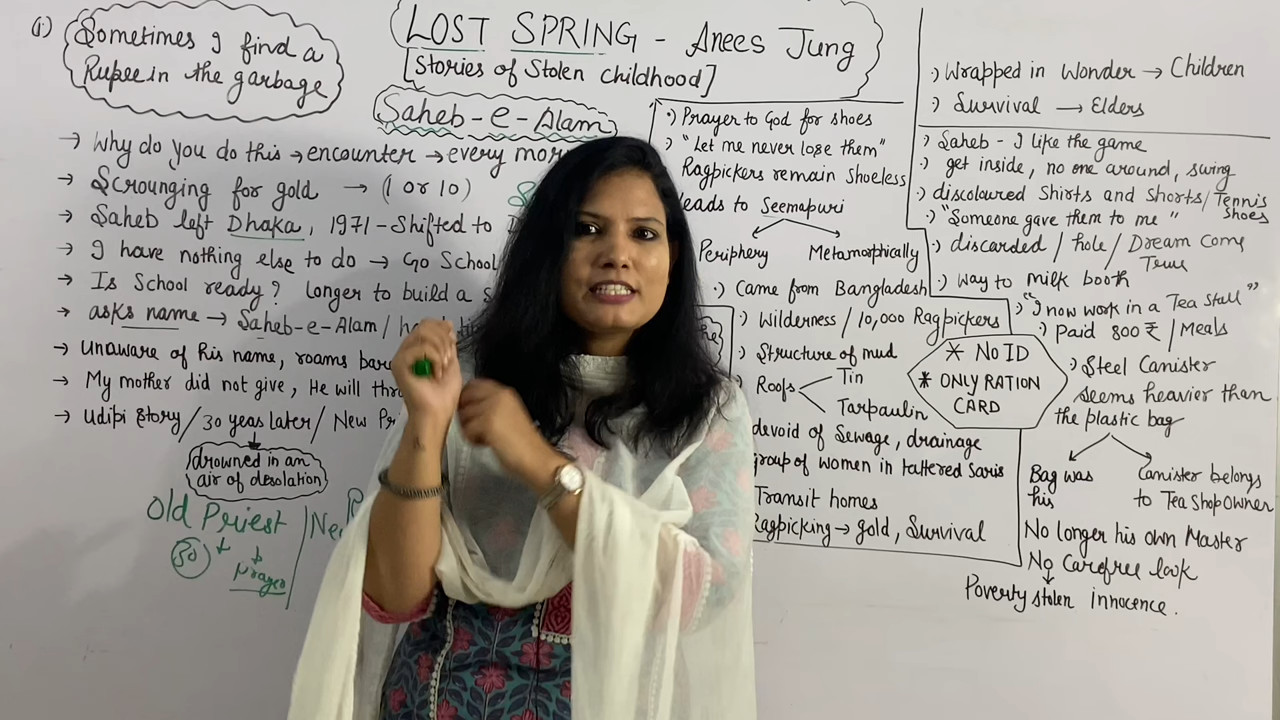 (i) Sometimes I find a
Rupee in the garbage
LOST SPRING - Anees Jung
[Stories of Stolen Childhood]
Saheb-e-Alam
→ Why do you do this → encounter → every
→ Scrounging for gold → (1 or 10)
→ Saheb left Dhaka, 1971 - Shifted to
→ I have nothing else to do → Go School
→ Is School ready? Longer to build a
→ asks name → Saheb-e-Alam /
→ Unaware of his name, roams
→ My mother did not give, He will
→ Udipi Story / 30 yeas later / New
drowned in an
air of desolation
Old Priest
30
Prayer
·) Prayer to God for shoes
·) "Let me never lose them"
Ragpickers remain Shoeless
leads to Seemapuri
Periphery Metamorphically
·) Came from Bangladesh
·) Wilderness / 10,000 Ragpickers
·) Structure of mud
·) Roofs Tin
Tarpaulin
devoid of Sewage, drainage
group of women in tattered Saris
Transit homes
Ragpicking → gold, Survival
·) Wrapped in Wonder → Children
·) Survival → Elders
·) Saheb - I like the game
·) get inside, no one around, swing
·) discoloured Shirts and Shorts / Tennis
Shoes
·) "Someone gave them to me"
·) discarded / hole / Dream Come
True
·) Way to milk booth
·) "I now work in a Tea Stall"
·) Paid 800 ₹ / Meals
* NO ID
* ONLY RATION
CARD
·) Steel Canister
seems heavier than
the plastic bag
Bag was
his
Canister belongs
to Tea Shop Owner
No longer his own Master
No Carefree look
Poverty stolen innocence.